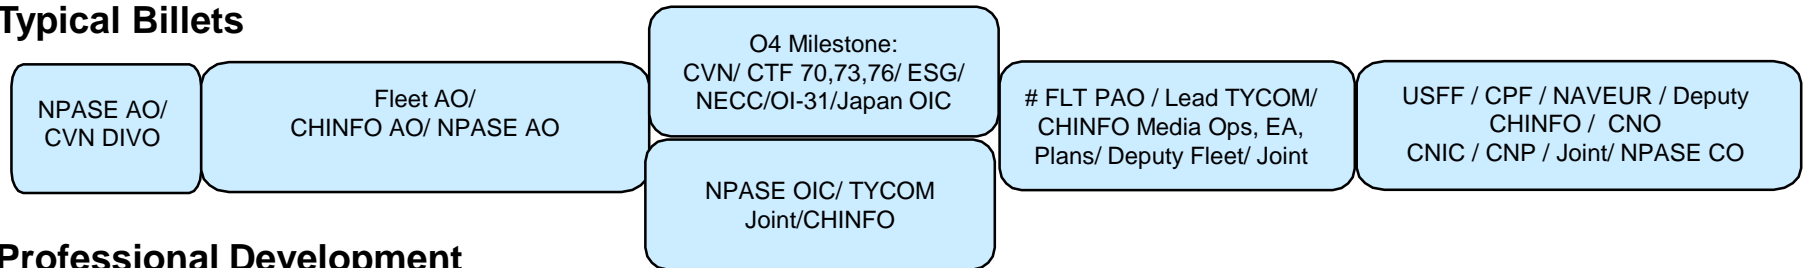 Typical Billets
NPASE AO/
CVN DIVO
Fleet AO/
CHINFO AO/ NPASE AO
O4 Milestone:
CVN/ CTF 70,73,76/ ESG/
NECC/OI-31/Japan OIC
NPASE OIC/ TYCOM
Joint/CHINFO
# FLT PAO / Lead TYCOM/
CHINFO Media Ops, EA,
Plans/ Deputy Fleet/ Joint
USFF / CPF / NAVEUR / Deputy
CHINFO / CNO
CNIC / CNP / Joint/ NPASE CO
Professional Development